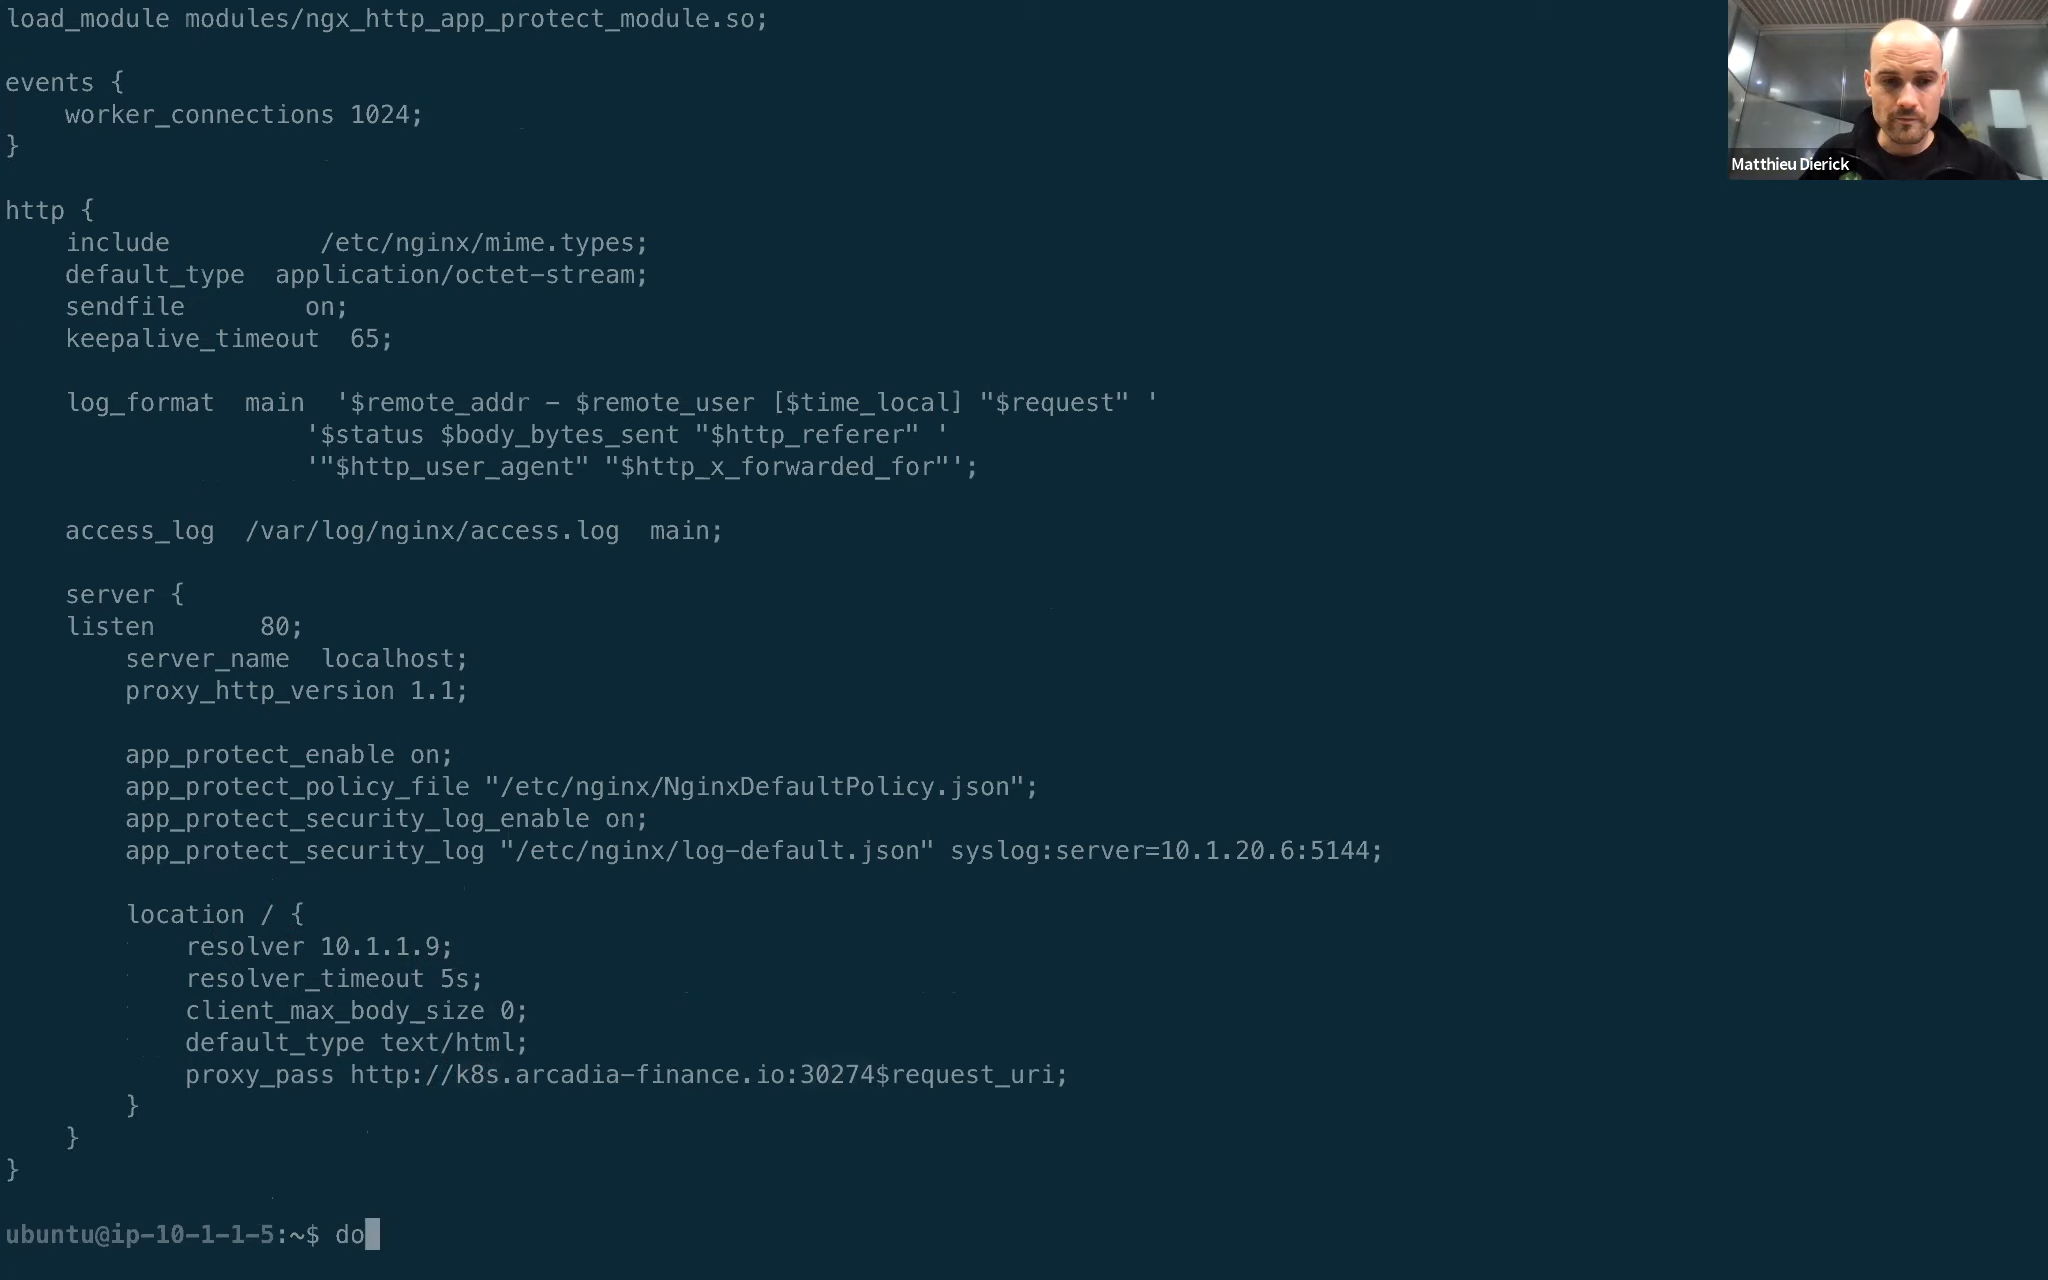 load_module modules/ngx_http_app_protect_module.so;
events {
    worker_connections 1024;
}
http {
    include          /etc/nginx/mime.types;
    default_type  application/octet-stream;
    sendfile        on;
    keepalive_timeout  65;
    log_format  main  '$remote_addr - $remote_user [$time_local] "$request" '
                    '$status $body_bytes_sent "$http_referer" '
                    '"$http_user_agent" "$http_x_forwarded_for"';
    access_log  /var/log/nginx/access.log  main;
    server {
    listen       80;
        server_name  localhost;
        proxy_http_version 1.1;
        app_protect_enable on;
        app_protect_policy_file "/etc/nginx/NginxDefaultPolicy.json";
        app_protect_security_log_enable on;
        app_protect_security_log "/etc/nginx/log-default.json" syslog:server=10.1.20.6:5144;
        location / {
            resolver 10.1.1.9;
            resolver_timeout 5s;
            client_max_body_size 0;
            default_type text/html;
            proxy_pass http://k8s.arcadia-finance.io:30274$request_uri;
        }
    }
}
ubuntu@ip-10-1-1-5:~$ do
Matthieu Dierick